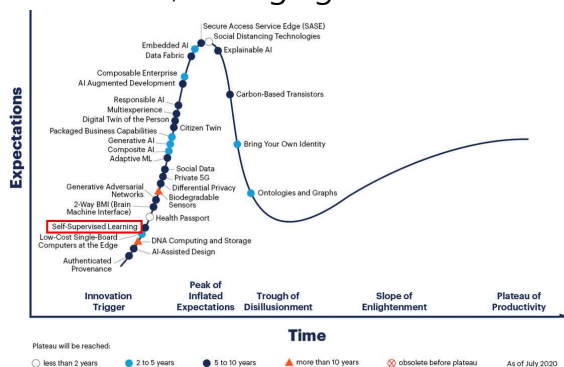 Secure Access Service Edge (SASE)
Social Distancing Technologies
Embedded AI
Data Fabric
Explainable AI
Composable Enterprise
AI Augmented Development
Carbon-Based Transistors
Responsible AI
Multiexperience
Digital Twin of the Person
Citizen Twin
Packaged Business Capabilities
Generative AI
Composite AI
Adaptive ML
Bring Your Own Identity
Social Data
Private 5G
Differential Privacy
Generative Adversarial
Networks
Biodegradable
Sensors
Ontologies and Graphs
2-Way BMI (Brain
Machine Interface)
Health Passport
Self-Supervised Learning
Low-Cost Single-Board
Computers at the Edge
DNA Computing and Storage
AI-Assisted Design
Authenticated
Provenance
Expectations
Innovation
Trigger
Peak of
Inflated
Expectations
Trough of
Disillusionment
Slope of
Enlightenment
Plateau of
Productivity
Time
Plateau will be reached:
less than 2 years
2 to 5 years
5 to 10 years
more than 10 years
obsolete before plateau
As of July 2020